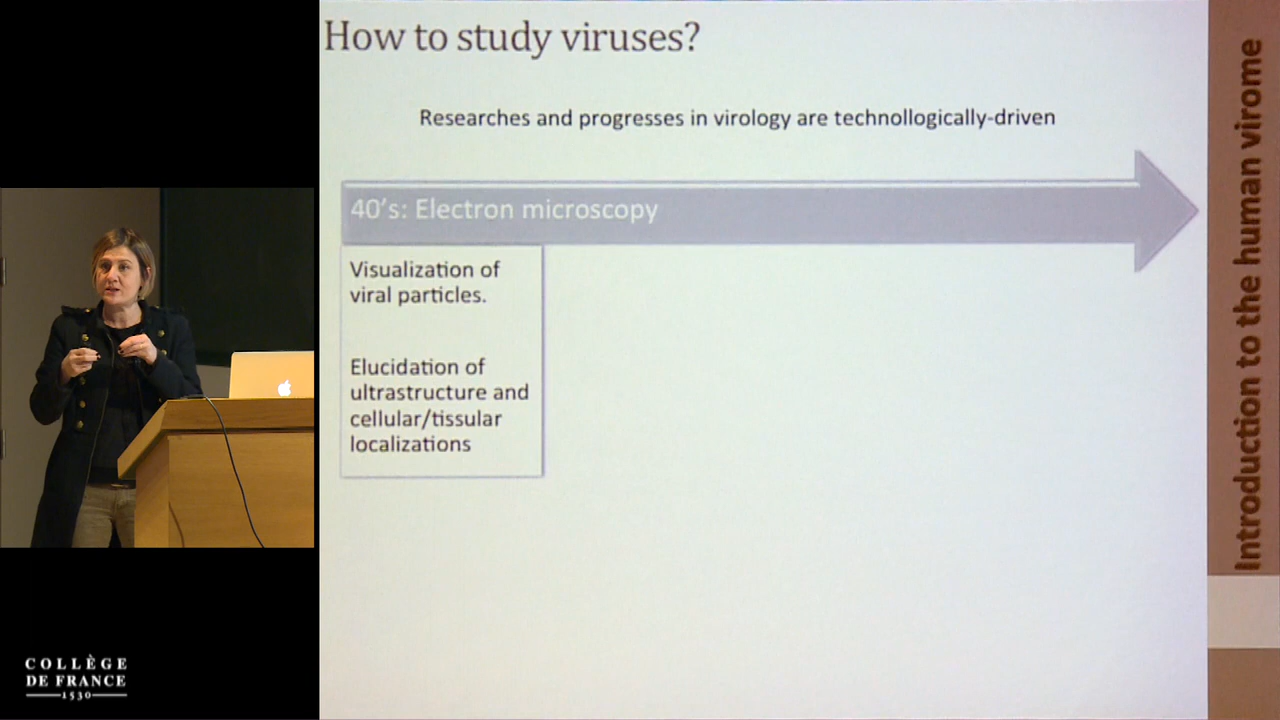 How to study viruses?
Researches and progresses in virology are technollogically-driven
40's: Electron microscopy
Visualization of
viral particles.
Elucidation of
ultrastructure and
cellular/tissular
localizations
Introduction to the human virome
COLLÈGE
DE FRANCE
1530